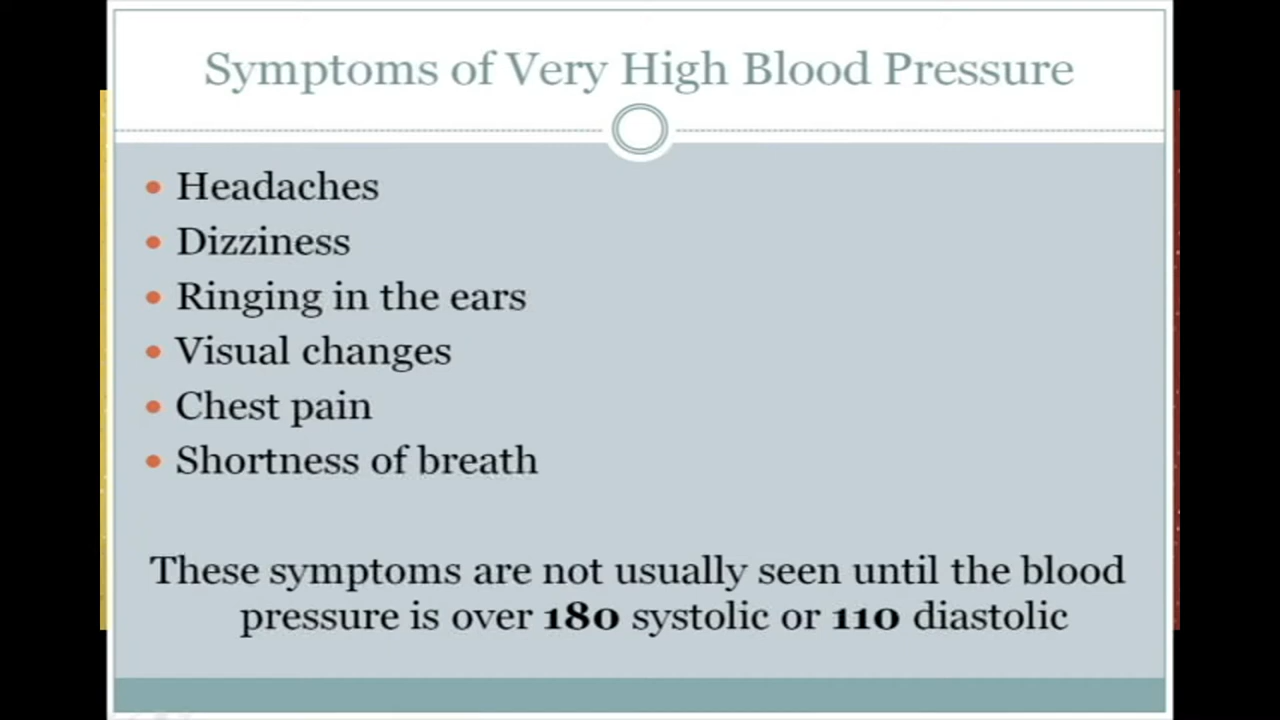 Symptoms of Very High Blood Pressure
Headaches
Dizziness
Ringing in the ears
Visual changes
Chest pain
Shortness of breath
These symptoms are not usually seen until the blood
pressure is over 180 systolic or 110 diastolic